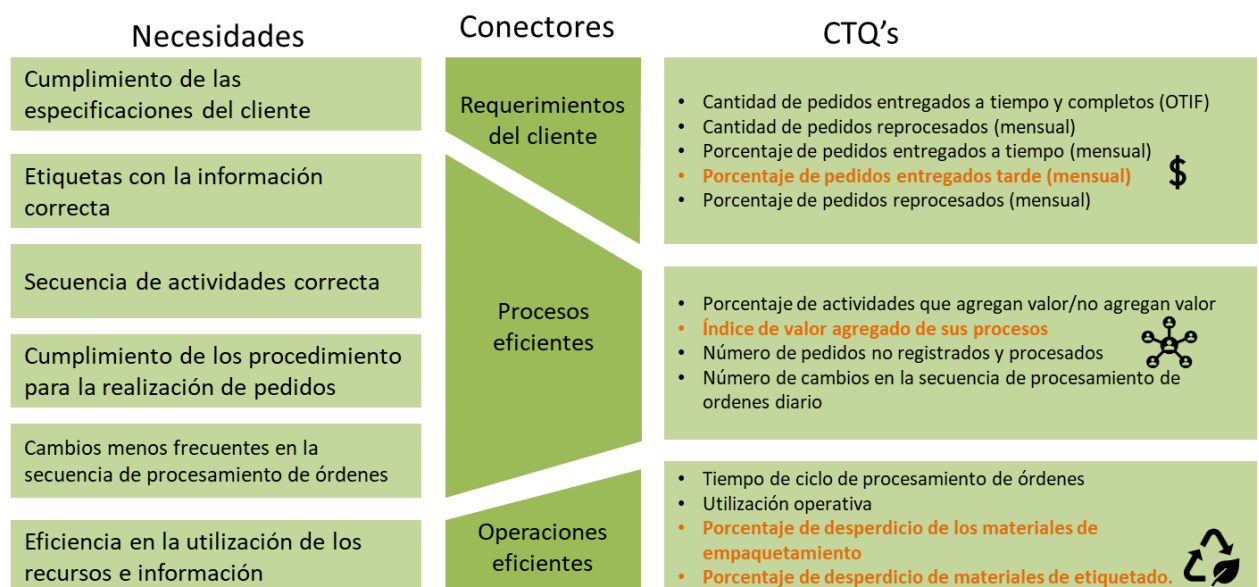 Necesidades
Conectores
CTQ's
Cumplimiento de las
especificaciones del cliente
Etiquetas con la información
correcta
Secuencia de actividades correcta
Cumplimiento de los procedimiento
para la realización de pedidos
Cambios menos frecuentes en la
secuencia de procesamiento de órdenes
Eficiencia en la utilización de los
recursos e información
Requerimientos
del cliente
Procesos
eficientes
Operaciones
eficientes
• Cantidad de pedidos entregados a tiempo y completos (OTIF)
• Cantidad de pedidos reprocesados (mensual)
• Porcentaje de pedidos entregados a tiempo (mensual)
• Porcentaje de pedidos entregados tarde (mensual)
• Porcentaje de pedidos reprocesados (mensual)
$
• Porcentaje de actividades que agregan valor/no agregan valor
• Índice de valor agregado de sus procesos
• Número de pedidos no registrados y procesados
• Número de cambios en la secuencia de procesamiento de
ordenes diario
• Tiempo de ciclo de procesamiento de órdenes
• Utilización operativa
• Porcentaje de desperdicio de los materiales de
empaquetamiento
• Porcentaje de desperdicio de materiales de etiquetado.